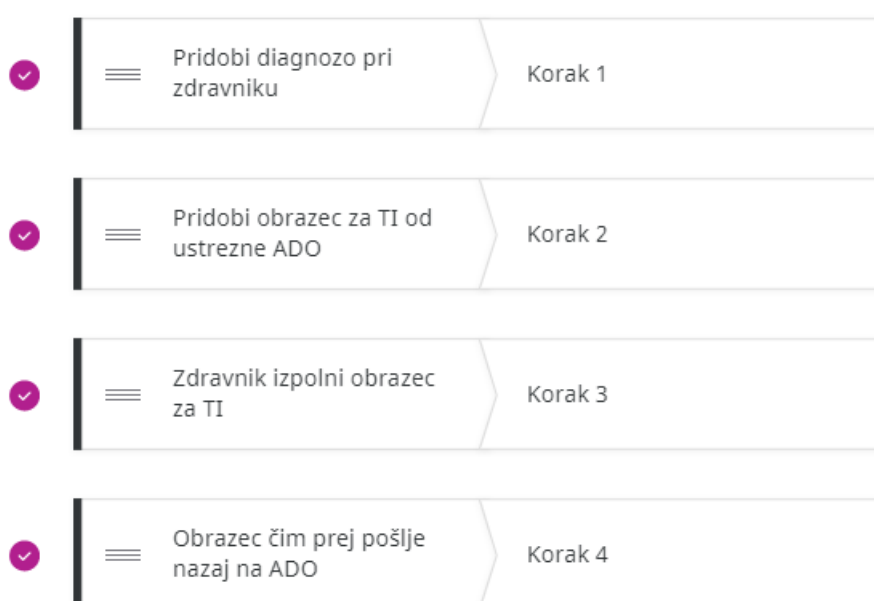 Pridobi diagnozo pri
zdravniku
Korak 1
Pridobi obrazec za TI od
ustrezne ADO
Korak 2
Zdravnik izpolni obrazec
za TI
Korak 3
Obrazec čim prej pošlje
nazaj na ADO
Korak 4